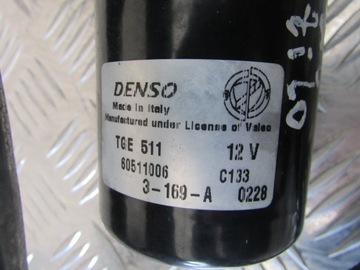 DENSO
Made in Italy
Manufactured under License of Valeo
TGE 511 12 V
60511006 C133
3-169-A 0228